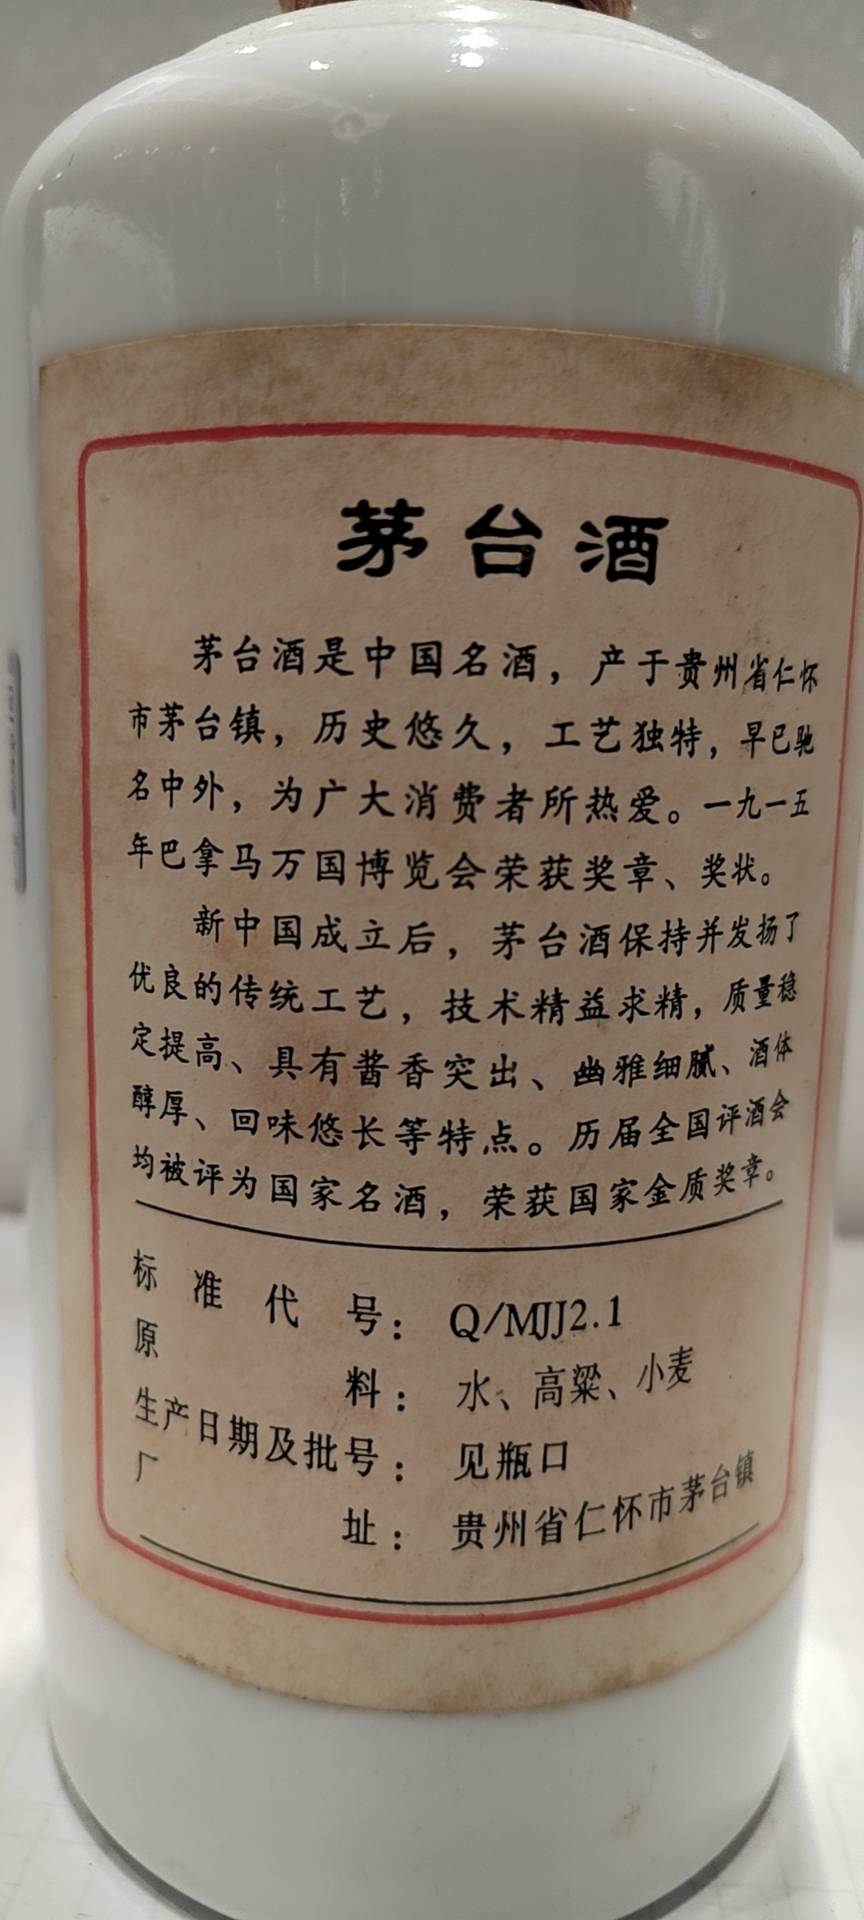 茅台酒
茅台酒是中国名酒，产于贵州省仁怀
市茅台镇，历史悠久，工艺独特，早已驰
名中外，为广大消费者所热爱。一九一五
年巴拿马万国博览会荣获奖章、奖状。
新中国成立后，茅台酒保持并发扬了
优良的传统工艺，技术精益求精，质量稳
定提高、具有酱香突出、幽雅细腻、酒体
醇厚、回味悠长等特点。历届全国评酒会
均被评为国家名酒，荣获国家金质奖章。
标准代号：Q/MJJ2.1
原料：水、高粱、小麦
生产日期及批号：见瓶口
厂址：贵州省仁怀市茅台镇